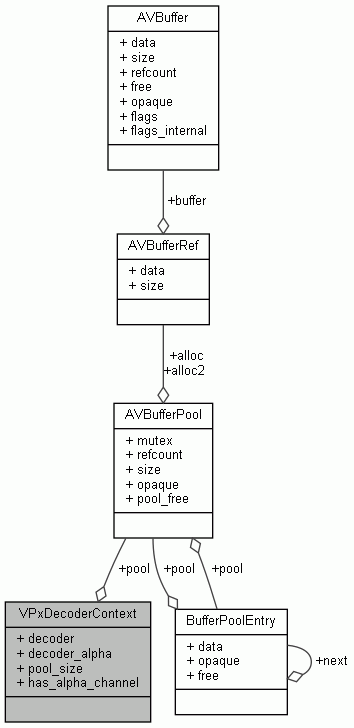 AVBuffer
+ data
+ size
+ refcount
+ free
+ opaque
+ flags
+ flags_internal
+buffer
AVBufferRef
+ data
+ size
+alloc
+alloc2
AVBufferPool
+ mutex
+ refcount
+ size
+ opaque
+ pool_free
+pool
+pool
+pool
VPxDecoderContext
+ decoder
+ decoder_alpha
+ pool_size
+ has_alpha_channel
BufferPoolEntry
+ data
+ opaque
+ free
+next